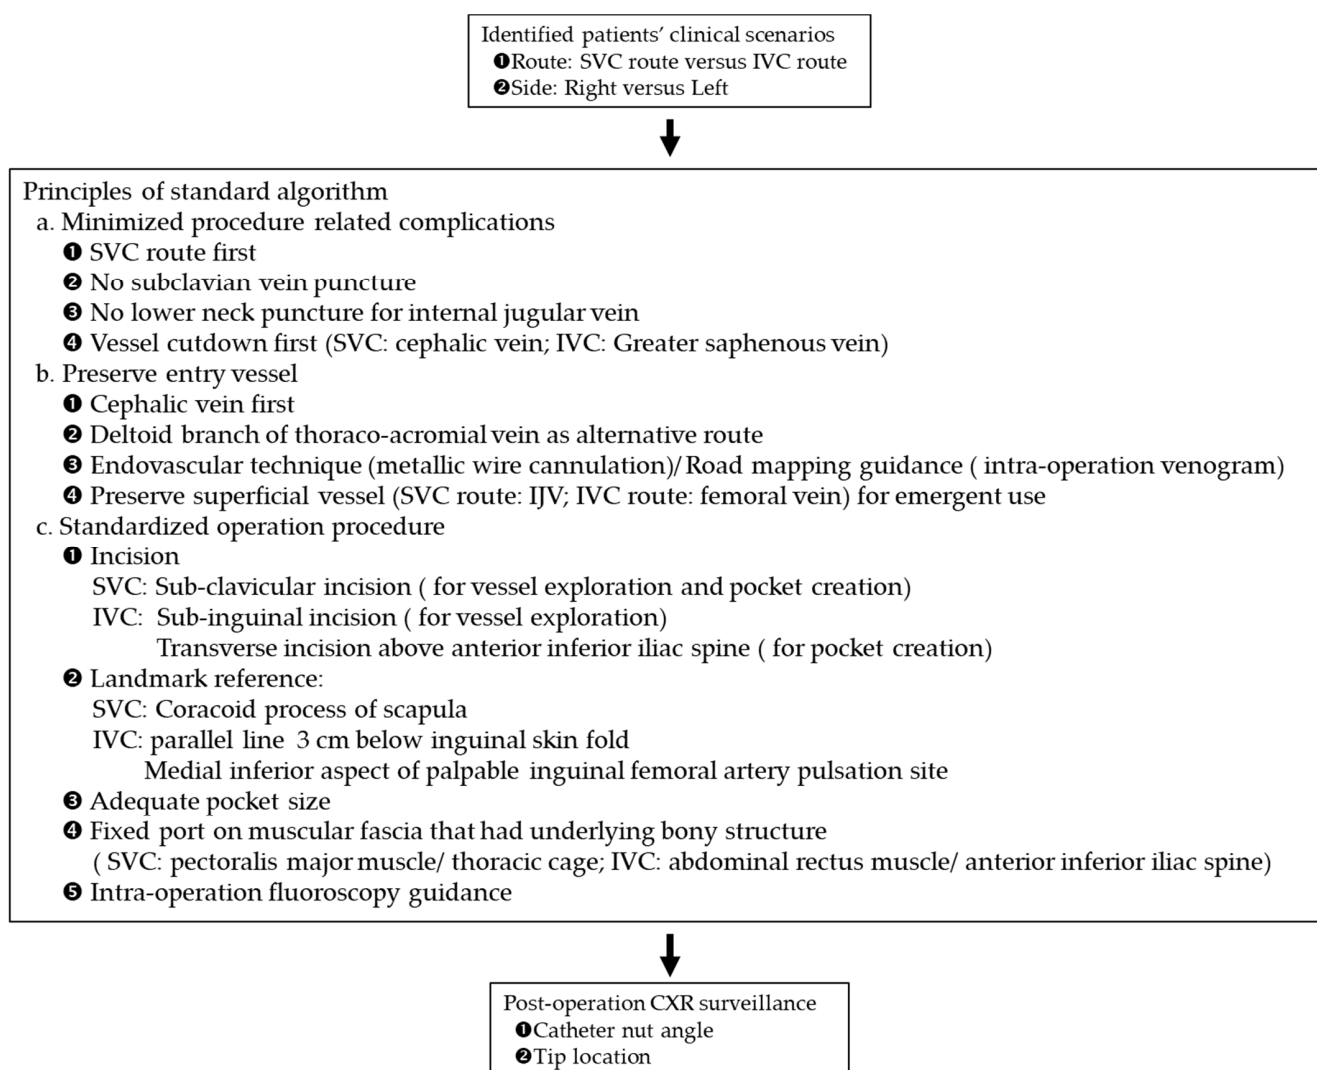 Identified patients’ clinical scenarios
❶Route: SVC route versus IVC route
❷Side: Right versus Left
Principles of standard algorithm
a. Minimized procedure related complications
❶ SVC route first
❷ No subclavian vein puncture
❸ No lower neck puncture for internal jugular vein
❹ Vessel cutdown first (SVC: cephalic vein; IVC: Greater saphenous vein)
b. Preserve entry vessel
❶ Cephalic vein first
❷ Deltoid branch of thoraco-acromial vein as alternative route
❸ Endovascular technique (metallic wire cannulation)/ Road mapping guidance ( intra-operation venogram)
❹ Preserve superficial vessel (SVC route: IJV; IVC route: femoral vein) for emergent use
c. Standardized operation procedure
❶ Incision
SVC: Sub-clavicular incision ( for vessel exploration and pocket creation)
IVC: Sub-inguinal incision ( for vessel exploration)
Transverse incision above anterior inferior iliac spine ( for pocket creation)
❷ Landmark reference:
SVC: Coracoid process of scapula
IVC: parallel line 3 cm below inguinal skin fold
Medial inferior aspect of palpable inguinal femoral artery pulsation site
❸ Adequate pocket size
❹ Fixed port on muscular fascia that had underlying bony structure
( SVC: pectoralis major muscle/ thoracic cage; IVC: abdominal rectus muscle/ anterior inferior iliac spine)
❺ Intra-operation fluoroscopy guidance
Post-operation CXR surveillance
❶Catheter nut angle
❷Tip location